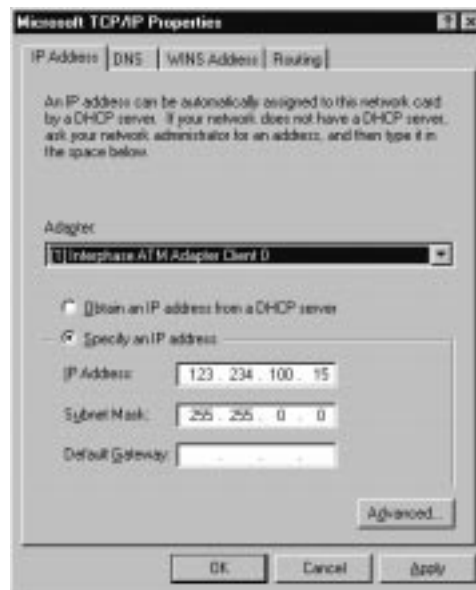 Microsoft TCP/IP Properties
IP Address DNS WINS Address Routing
An IP address can be automatically assigned to this network card
by a DHCP server. If your network does not have a DHCP server,
ask your network administrator for an address, and then type it in
the space below.
Adapter:
[1] Interphase ATM Adapter Client 0
Obtain an IP address from a DHCP server
Specify an IP address
IP Address: 123 . 234 . 100 . 15
Subnet Mask: 255 . 255 . 0 . 0
Default Gateway: . . .
Advanced...
OK Cancel Apply